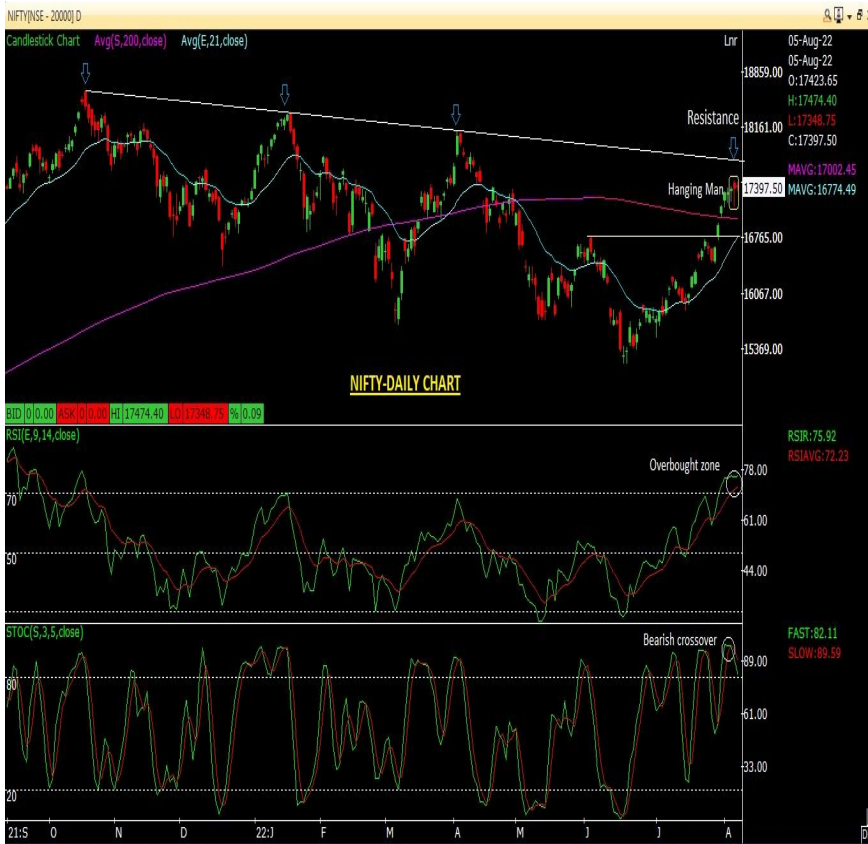 NIFTY[NSE - 20000] D
Candlestick Chart Avg(S,200,close) Avg(E,21,close) Lnr
05-Aug-22
05-Aug-22
O:17423.65
H:17474.40
L:17348.75
C:17397.50
MAVG:17002.45
MAVG:16774.49
18859.00
18161.00
17397.50
16765.00
16067.00
15369.00
Resistance
Hanging Man
NIFTY-DAILY CHART
BID 0 0.00 ASK 0 0.00 HI 17474.40 LO 17348.75 % 0.09
RSI(E,9,14,close)
Overbought zone
RSIR:75.92
RSIAVG:72.23
78.00
70
61.00
50
44.00
STOC(S,3,5,close)
Bearish crossover
FAST:82.11
SLOW:89.59
89.00
80
61.00
33.00
20
21:S O N D 22:J F M A M J J A